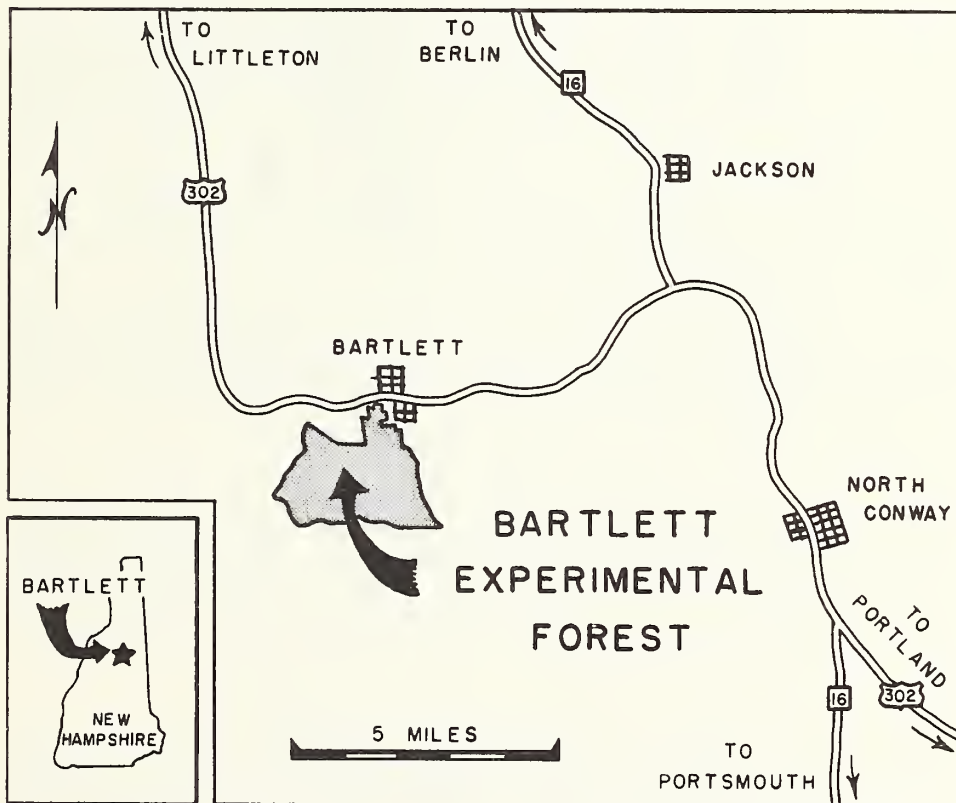 TO
LITTLETON
TO
BERLIN
16
JACKSON
302
N
BARTLETT
NORTH
CONWAY
BARTLETT
EXPERIMENTAL
FOREST
TO
PORTLAND
BARTLETT
NEW
HAMPSHIRE
5 MILES
16
302
TO
PORTSMOUTH